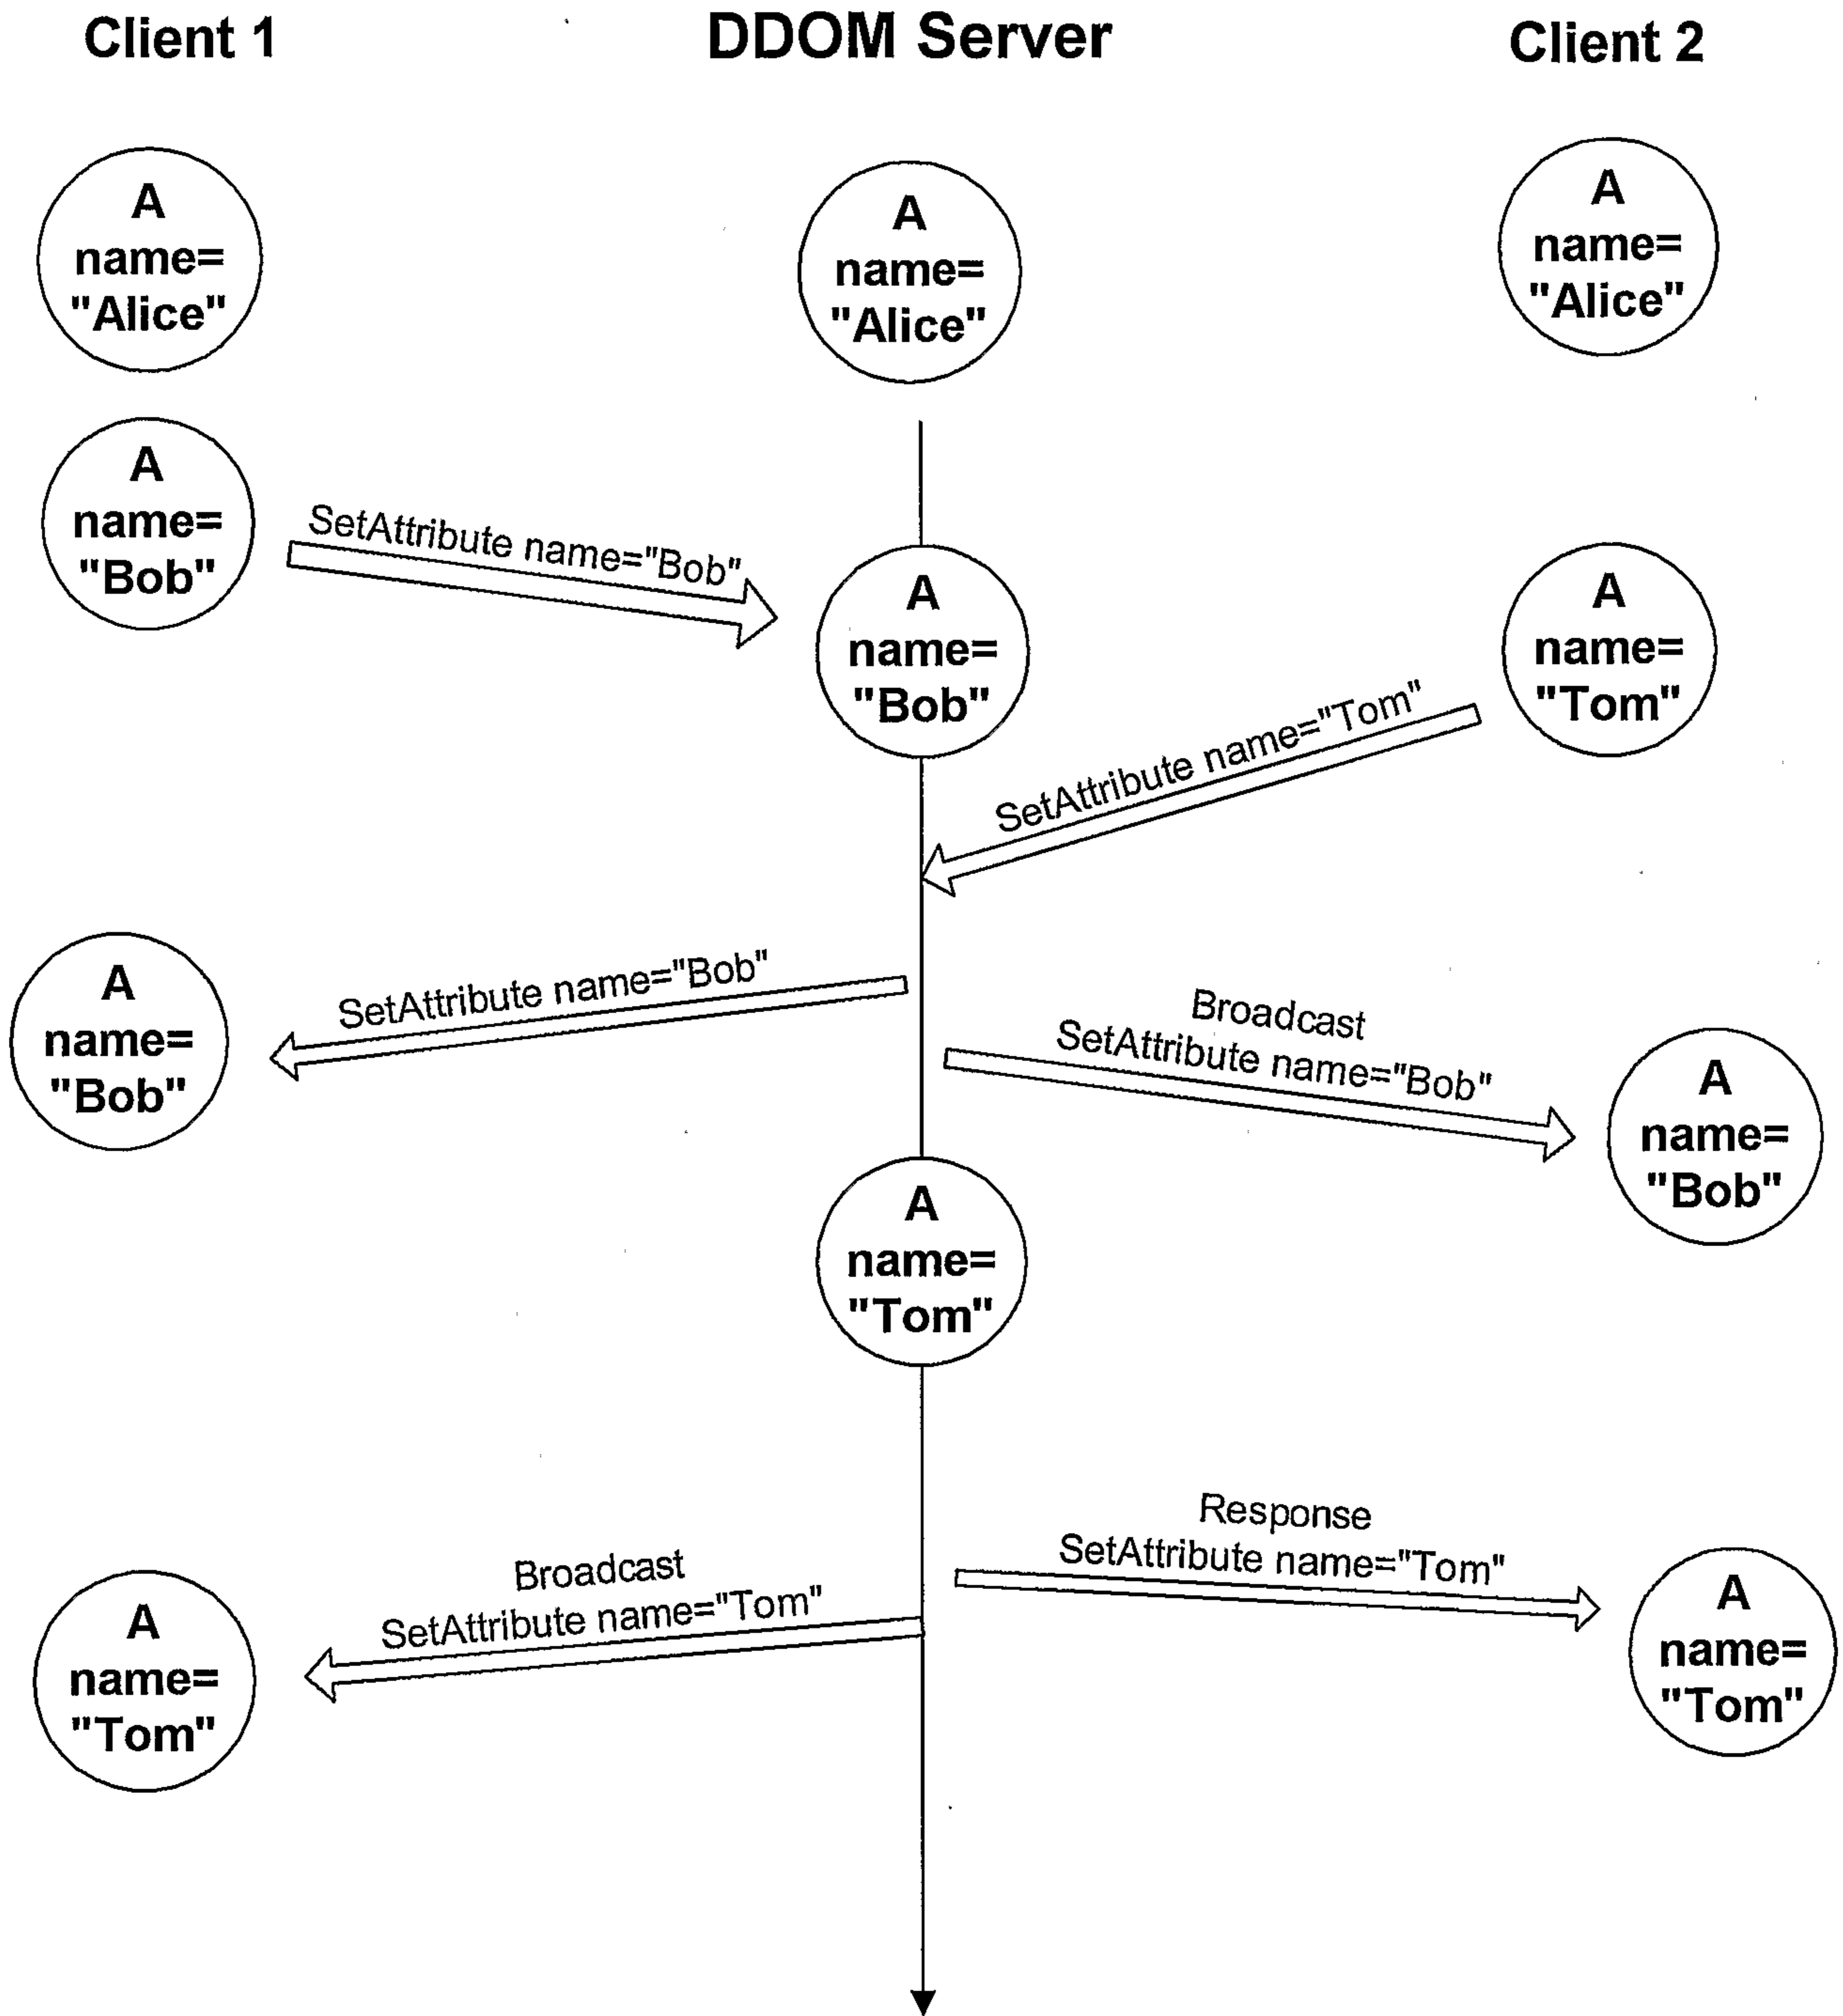 Client 1
DDOM Server
Client 2
A
name=
"Alice"
A
name=
"Alice"
A
name=
"Alice"
A
name=
"Bob"
SetAttribute name="Bob"
A
name=
"Bob"
A
name=
"Tom"
SetAttribute name="Tom"
A
name=
"Bob"
SetAttribute name="Bob"
Broadcast
SetAttribute name="Bob"
A
name=
"Bob"
A
name=
"Tom"
Response
SetAttribute name="Tom"
Broadcast
SetAttribute name="Tom"
A
name=
"Tom"
A
name=
"Tom"